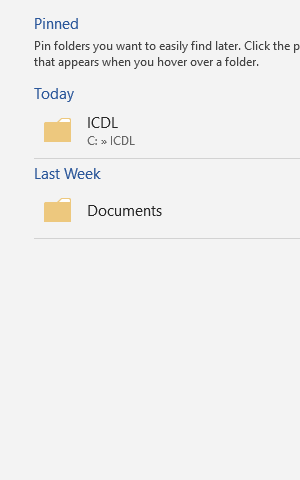 Pinned
Pin folders you want to easily find later. Click the p
that appears when you hover over a folder.
Today
ICDL
C: » ICDL
Last Week
Documents